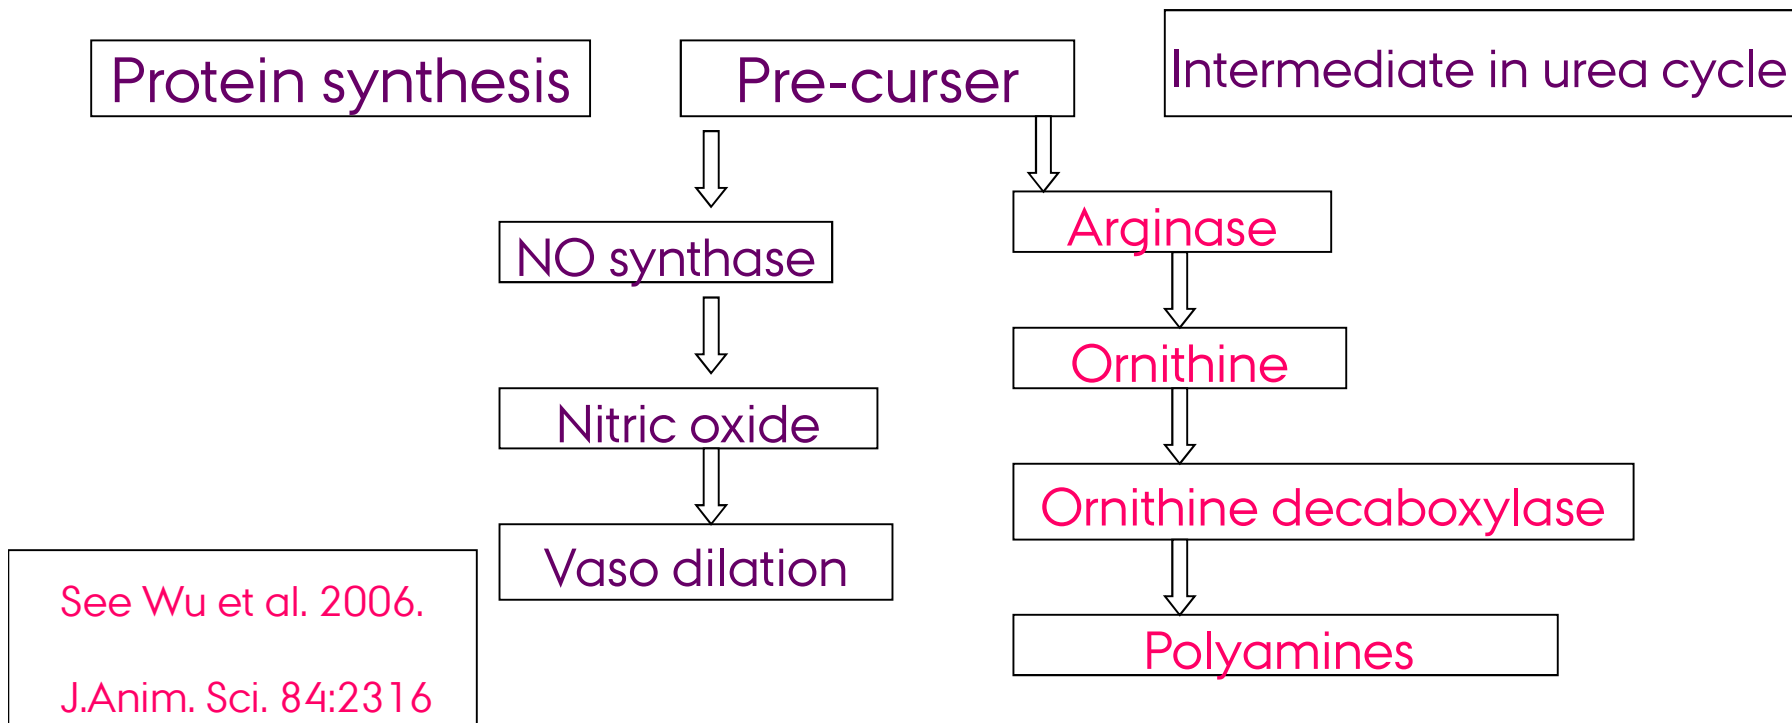 Protein synthesis
Pre-curser
Intermediate in urea cycle
NO synthase
Nitric oxide
Vaso dilation
Arginase
Ornithine
Ornithine decaboxylase
Polyamines
See Wu et al. 2006.
J.Anim. Sci. 84:2316